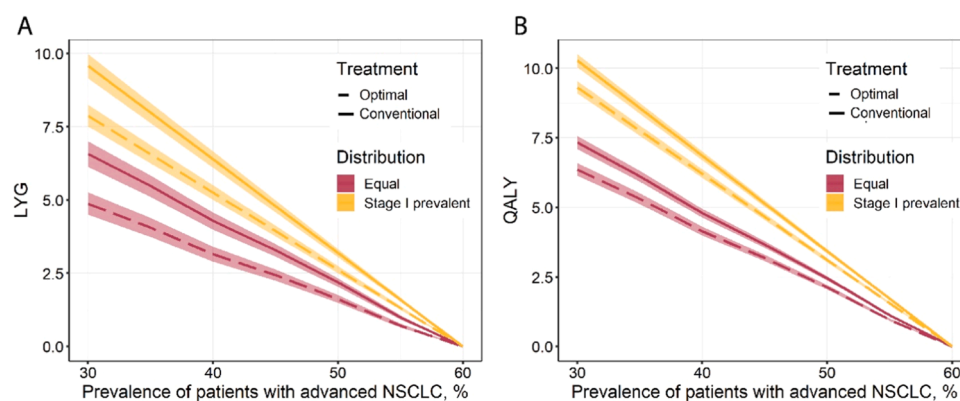 A
LYG
10.0
7.5
5.0
2.5
0.0
30
40
50
60
Prevalence of patients with advanced NSCLC, %
Treatment
Optimal
Conventional
Distribution
Equal
Stage I prevalent
B
QALY
10.0
7.5
5.0
2.5
0.0
30
40
50
60
Prevalence of patients with advanced NSCLC, %
Treatment
Optimal
Conventional
Distribution
Equal
Stage I prevalent